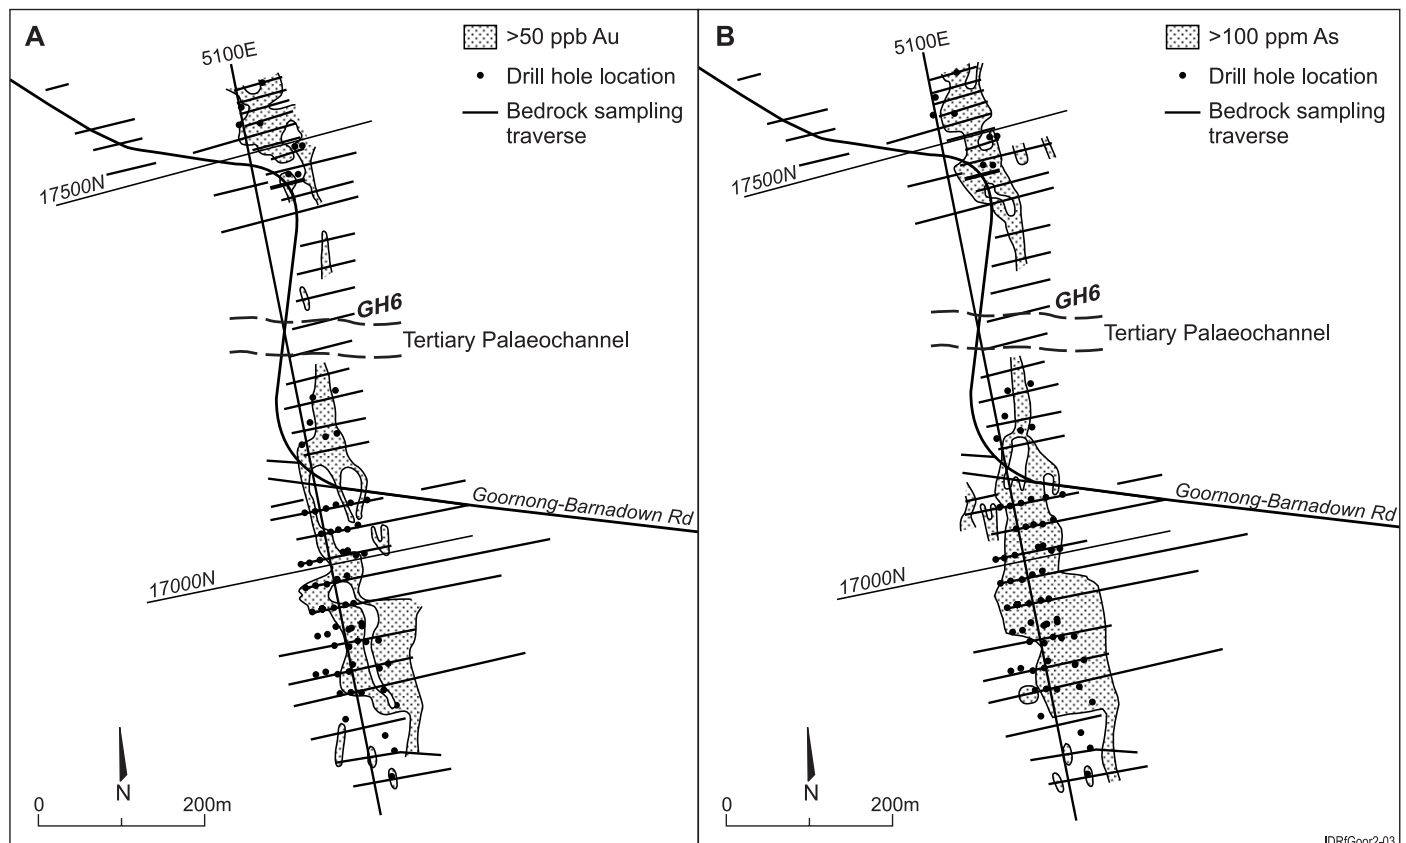 A
>50 ppb Au
Drill hole location
Bedrock sampling
traverse
5100E
17500N
GH6
Tertiary Palaeochannel
Goornong-Barnadown Rd
17000N
N
0 200m
B
>100 ppm As
Drill hole location
Bedrock sampling
traverse
5100E
17500N
GH6
Tertiary Palaeochannel
Goornong-Barnadown Rd
17000N
N
0 200m
IDRfGoor2-03